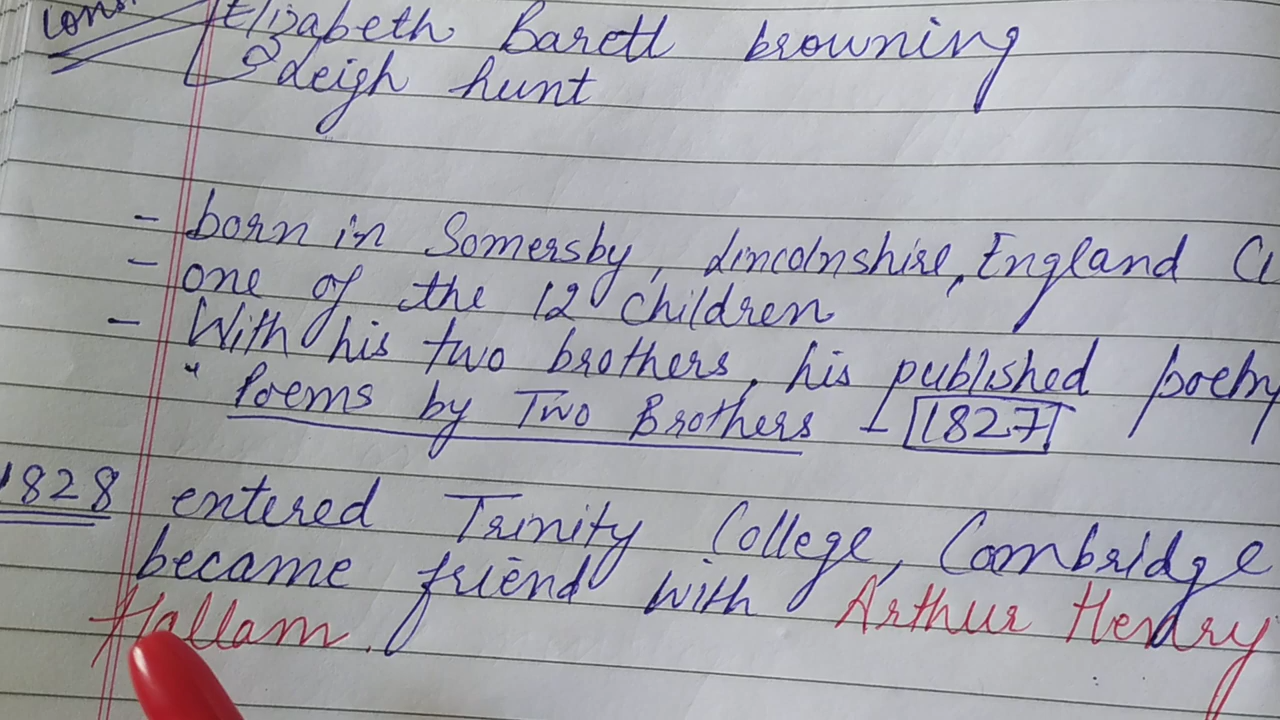 Elizabeth Barett browning
& Leigh hunt
- born in Somersby, Lincolnshire, England
- one of the 12 children
- With his two brothers, his published poetry
" Poems by Two Brothers - 1827
1828 entered Trinity College, Cambridge
became friend with Arthur Henry
Hallam.